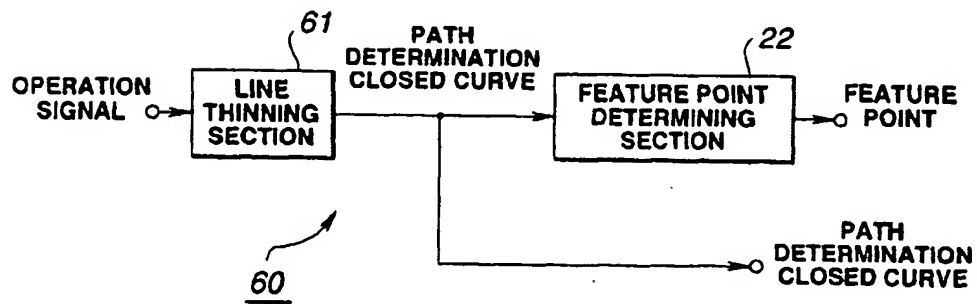 61
PATH
DETERMINATION
CLOSED CURVE
22
OPERATION
SIGNAL
LINE
THINNING
SECTION
FEATURE POINT
DETERMINING
SECTION
FEATURE
POINT
60
PATH
DETERMINATION
CLOSED CURVE